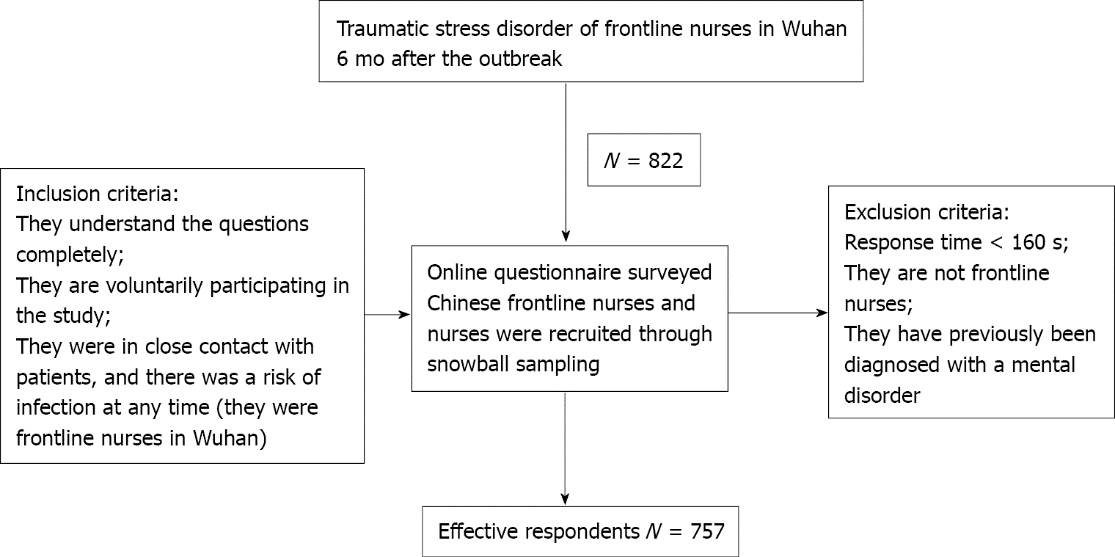 Traumatic stress disorder of frontline nurses in Wuhan
6 mo after the outbreak
N = 822
Inclusion criteria:
They understand the questions
completely;
They are voluntarily participating in
the study;
They were in close contact with
patients, and there was a risk of
infection at any time (they were
frontline nurses in Wuhan)
Online questionnaire surveyed
Chinese frontline nurses and
nurses were recruited through
snowball sampling
Exclusion criteria:
Response time < 160 s;
They are not frontline
nurses;
They have previously been
diagnosed with a mental
disorder
Effective respondents N = 757